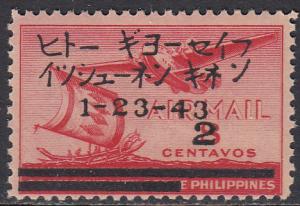 ヒトー ギヨーセイフ
イツシユーネン キネン
1-23-43
AIR MAIL
2
CENTAVOS
E PHILIPPINES